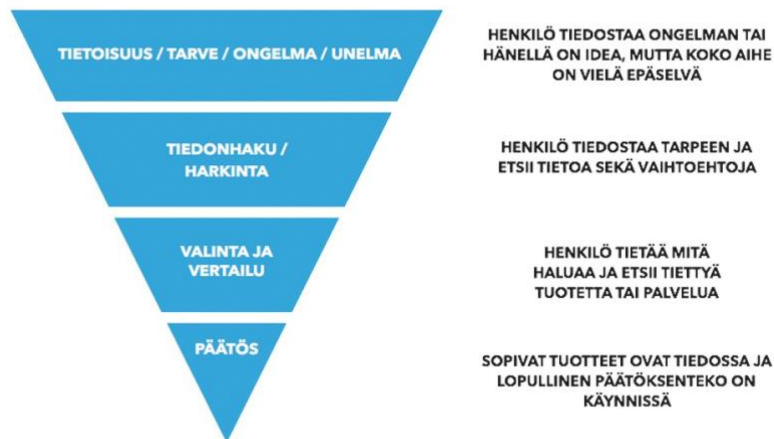 TIETOISUUS / TARVE / ONGELMA / UNELMA
HENKILÖ TIEDOSTAA ONGELMAN TAI
HÄNELLÄ ON IDEA, MUTTA KOKO AIHE
ON VIELÄ EPÄSELVÄ
TIEDONHAKU /
HARKINTA
HENKILÖ TIEDOSTAA TARPEEN JA
ETSII TIETOA SEKÄ VAIHTOEHTOJA
VALINTA JA
VERTAILU
HENKILÖ TIETÄÄ MITÄ
HALUAA JA ETSII TIETTYÄ
TUOTETTA TAI PALVELUA
PÄÄTÖS
SOPIVAT TUOTTEET OVAT TIEDOSSA JA
LOPULLINEN PÄÄTÖKSENTEKO ON
KÄYNNISSÄ